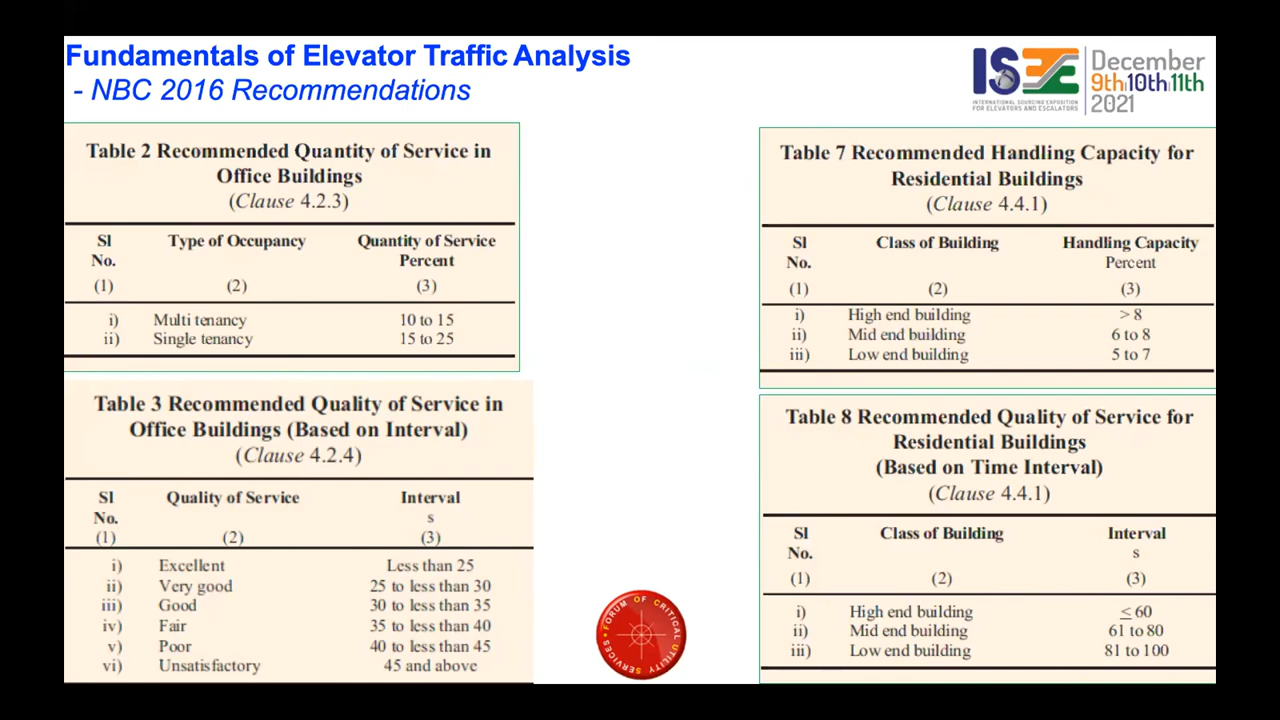 Fundamentals of Elevator Traffic Analysis
- NBC 2016 Recommendations
ISEE
INTERNATIONAL SOURCING EXPOSITION
FOR ELEVATORS AND ESCALATORS
December
9th|10th|11th
2021
Table 2 Recommended Quantity of Service in
Office Buildings
(Clause 4.2.3)
Sl Type of Occupancy Quantity of Service
No. Percent
(1) (2) (3)
i) Multi tenancy 10 to 15
ii) Single tenancy 15 to 25
Table 3 Recommended Quality of Service in
Office Buildings (Based on Interval)
(Clause 4.2.4)
Sl Quality of Service Interval
No. s
(1) (2) (3)
i) Excellent Less than 25
ii) Very good 25 to less than 30
iii) Good 30 to less than 35
iv) Fair 35 to less than 40
v) Poor 40 to less than 45
vi) Unsatisfactory 45 and above
FORUM OF CRITICAL UTILITY SERVICES
Table 7 Recommended Handling Capacity for
Residential Buildings
(Clause 4.4.1)
Sl Class of Building Handling Capacity
No. Percent
(1) (2) (3)
i) High end building > 8
ii) Mid end building 6 to 8
iii) Low end building 5 to 7
Table 8 Recommended Quality of Service for
Residential Buildings
(Based on Time Interval)
(Clause 4.4.1)
Sl Class of Building Interval
No. s
(1) (2) (3)
i) High end building ≤ 60
ii) Mid end building 61 to 80
iii) Low end building 81 to 100